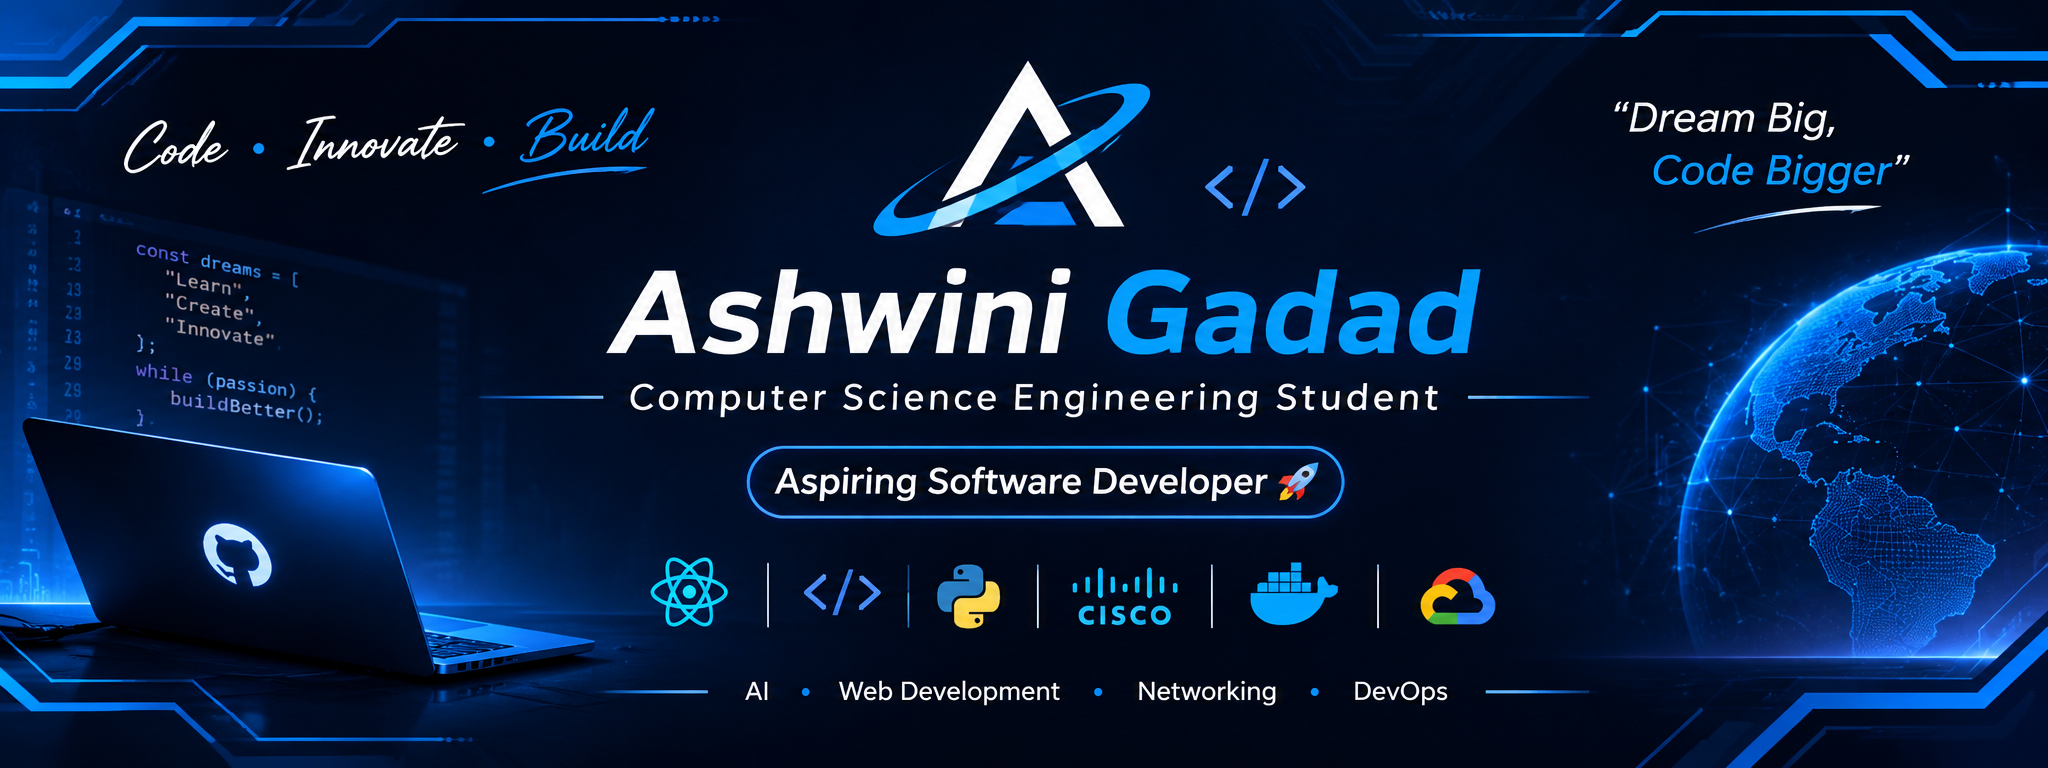 Code • Innovate • Build
“Dream Big,
Code Bigger”
</>
const dreams = [
"Learn",
"Create",
"Innovate"
];
while (passion) {
buildBetter();
}
Ashwini Gadad
Computer Science Engineering Student
Aspiring Software Developer 🚀
</>
CISCO
AI • Web Development • Networking • DevOps